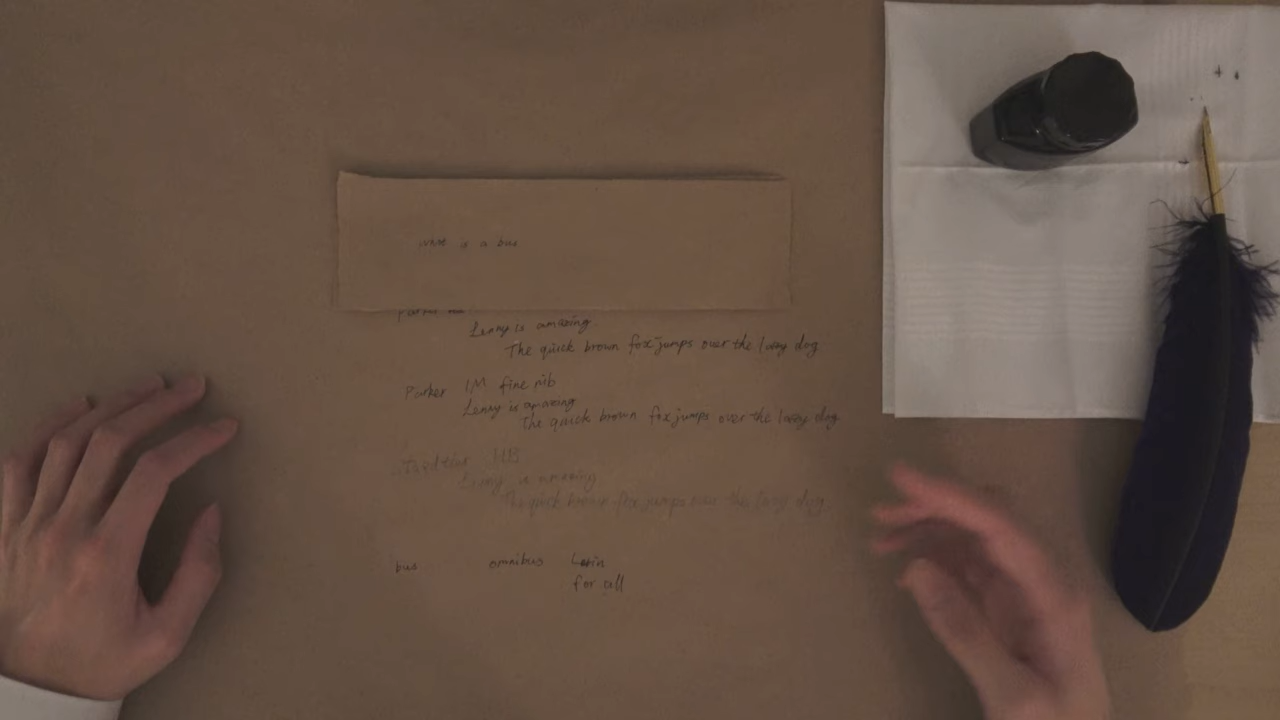 what is a bus
Lenny is amazing.
The quick brown fox jumps over the lazy dog
Parker IM fine nib
Lenny is amazing
The quick brown fox jumps over the lazy dog
HB
Lenny is amazing
The quick brown fox jumps over the lazy dog
bus omnibus Latin
for all